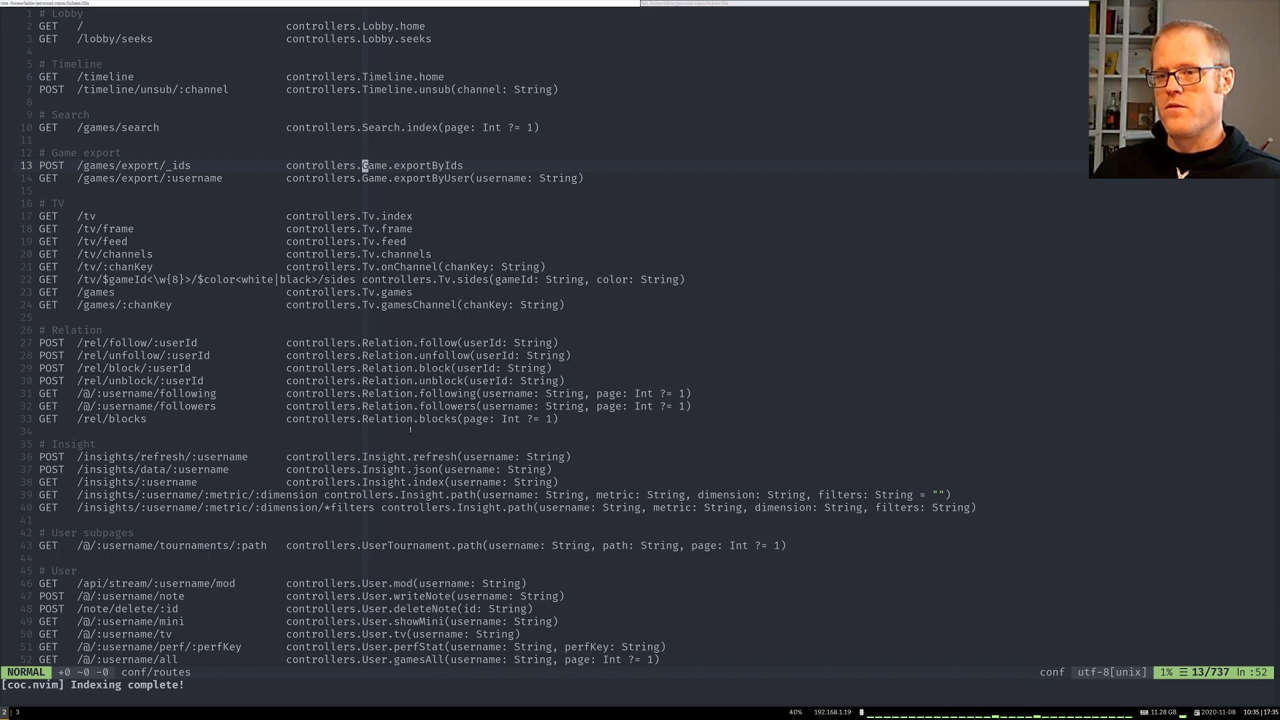 1 # Lobby
2 GET / controllers.Lobby.home
3 GET /lobby/seeks controllers.Lobby.seeks
4
5 # Timeline
6 GET /timeline controllers.Timeline.home
7 POST /timeline/unsub/:channel controllers.Timeline.unsub(channel: String)
8
9 # Search
10 GET /games/search controllers.Search.index(page: Int ?= 1)
11
12 # Game export
13 POST /games/export/_ids controllers.Game.exportByIds
14 GET /games/export/:username controllers.Game.exportByUser(username: String)
15
16 # TV
17 GET /tv controllers.Tv.index
18 GET /tv/frame controllers.Tv.frame
19 GET /tv/feed controllers.Tv.feed
20 GET /tv/channels controllers.Tv.channels
21 GET /tv/:chanKey controllers.Tv.onChannel(chanKey: String)
22 GET /tv/$gameId<\w{8}>/$color<white|black>/sides controllers.Tv.sides(gameId: String, color: String)
23 GET /games controllers.Tv.games
24 GET /games/:chanKey controllers.Tv.gamesChannel(chanKey: String)
25
26 # Relation
27 POST /rel/follow/:userId controllers.Relation.follow(userId: String)
28 POST /rel/unfollow/:userId controllers.Relation.unfollow(userId: String)
29 POST /rel/block/:userId controllers.Relation.block(userId: String)
30 POST /rel/unblock/:userId controllers.Relation.unblock(userId: String)
31 GET /@/:username/following controllers.Relation.following(username: String, page: Int ?= 1)
32 GET /@/:username/followers controllers.Relation.followers(username: String, page: Int ?= 1)
33 GET /rel/blocks controllers.Relation.blocks(page: Int ?= 1)
34
35 # Insight
36 POST /insights/refresh/:username controllers.Insight.refresh(username: String)
37 POST /insights/data/:username controllers.Insight.json(username: String)
38 GET /insights/:username controllers.Insight.index(username: String)
39 GET /insights/:username/:metric/:dimension controllers.Insight.path(username: String, metric: String, dimension: String, filters: String = "")
40 GET /insights/:username/:metric/:dimension/*filters controllers.Insight.path(username: String, metric: String, dimension: String, filters: String)
41
42 # User subpages
43 GET /@/:username/tournaments/:path controllers.UserTournament.path(username: String, path: String, page: Int ?= 1)
44
45 # User
46 GET /api/stream/:username/mod controllers.User.mod(username: String)
47 POST /@/:username/note controllers.User.writeNote(username: String)
48 POST /note/delete/:id controllers.User.deleteNote(id: String)
49 GET /@/:username/mini controllers.User.showMini(username: String)
50 GET /@/:username/tv controllers.User.tv(username: String)
51 GET /@/:username/perf/:perfKey controllers.User.perfStat(username: String, perfKey: String)
52 GET /@/:username/all controllers.User.gamesAll(username: String, page: Int ?= 1)
NORMAL +0 ~0 -0 conf/routes conf utf-8[unix] 1% ☰ 13/737 ln :52
[coc.nvim] Indexing complete!
2 | 3 40% 192.168.1.19 11.28 GB 2020-11-08 10:35 | 17:35